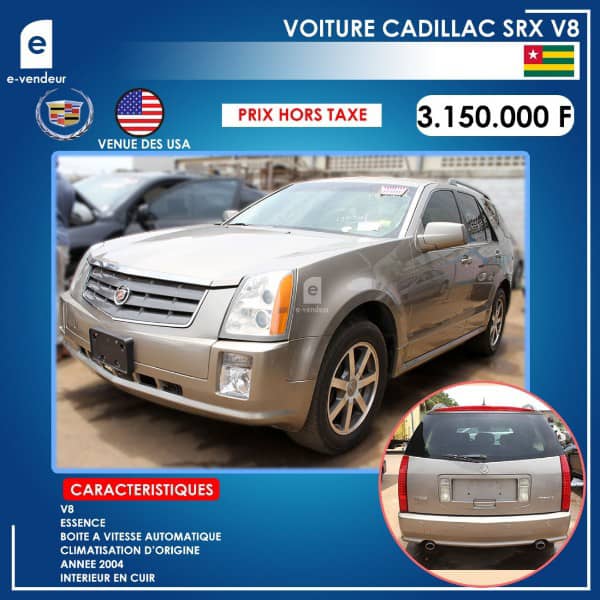 e
e-vendeur
VOITURE CADILLAC SRX V8
VENUE DES USA
PRIX HORS TAXE
3.150.000 F
e
e-vendeur
CARACTERISTIQUES
V8
ESSENCE
BOITE A VITESSE AUTOMATIQUE
CLIMATISATION D'ORIGINE
ANNEE 2004
INTERIEUR EN CUIR